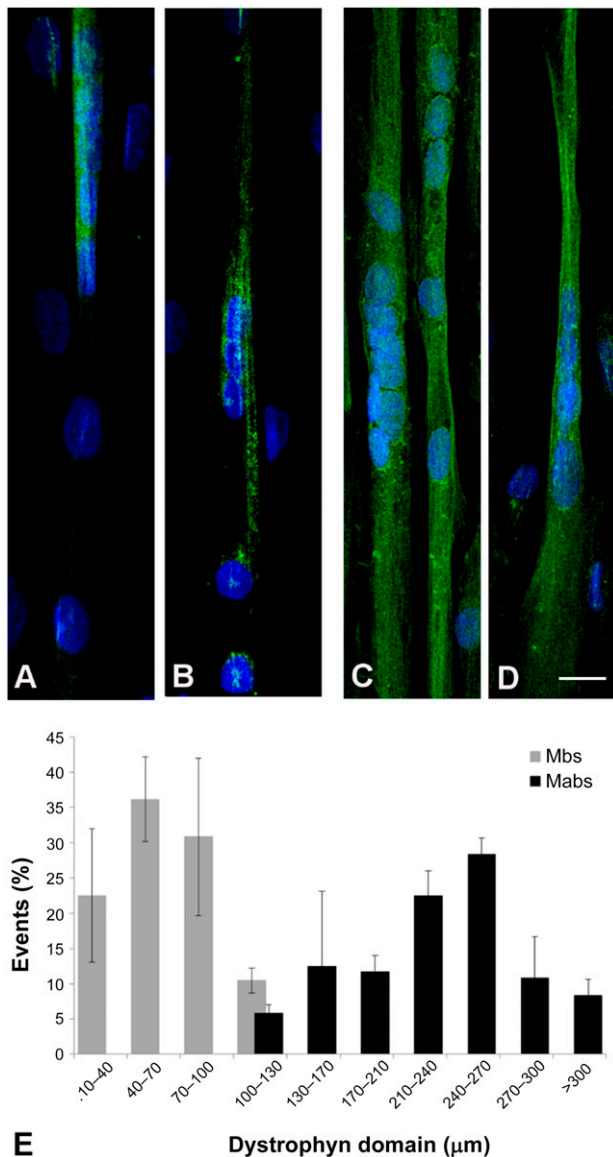 A
B
C
D
45
40
35
30
25
20
15
10
5
0
Events (%)
Mbs
Mabs
.10–40
40–70
70–100
100–130
130–170
170–210
210–240
240–270
270–300
>300
E
Dystrophyn domain (μm)